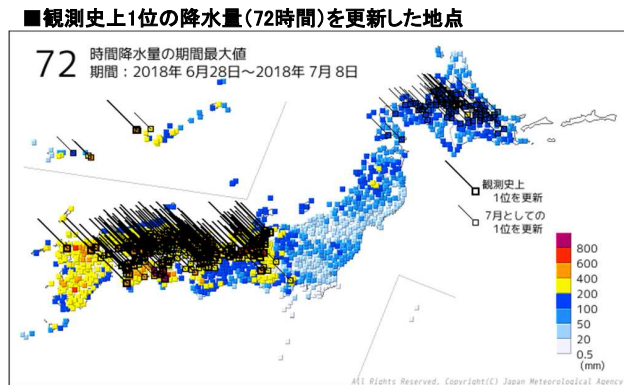 ■観測史上1位の降水量(72時間)を更新した地点
72 時間降水量の期間最大値
期間：2018年 6月28日～2018年 7月 8日
観測史上
1位を更新
7月としての
1位を更新
800
600
400
200
100
50
20
0.5
(mm)
All Rights Reserved. Copyright(C) Japan Meteorological Agency